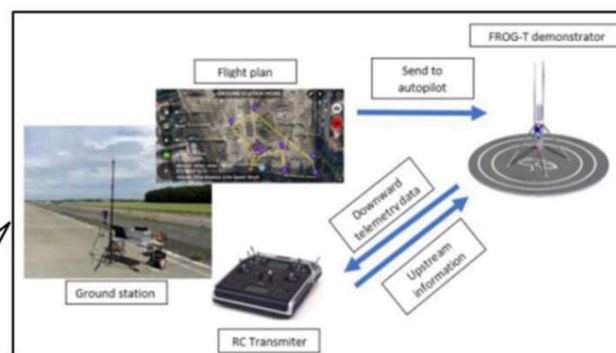 FROG-T demonstrator
Flight plan
Send to
autopilot
Downward
telemetry data
Upstream
information
Ground station
RC Transmiter